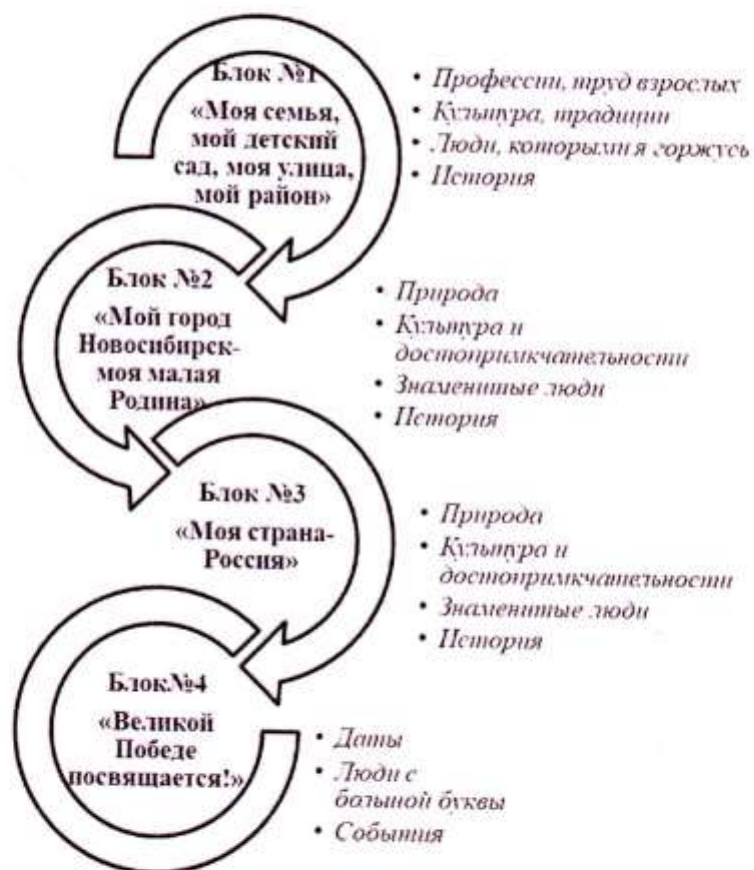 Блок №1
«Моя семья,
мой детский
сад, моя улица,
мой район»
• Профессии, труд взрослых
• Культура, традиции
• Люди, которыми я горжусь
• История
Блок №2
«Мой город
Новосибирск-
моя малая
Родина»
• Природа
• Культура и
достопримкчательности
• Знаменитые люди
• История
Блок №3
«Моя страна-
Россия»
• Природа
• Культура и
достопримкчательности
• Знаменитые люди
• История
Блок№4
«Великой
Победе
посвящается!»
• Даты
• Люди с
большой буквы
• События